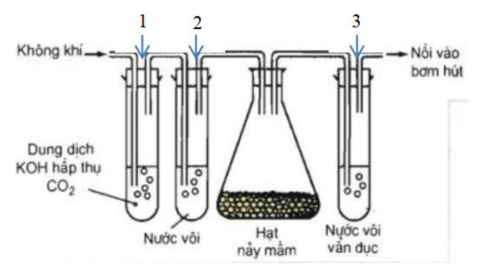 1
2
3
Không khí
Nối vào
bơm hút
Dung dịch
KOH hấp thụ
CO₂
Nước vôi
Hạt
nảy mầm
Nước vôi
vẩn đục